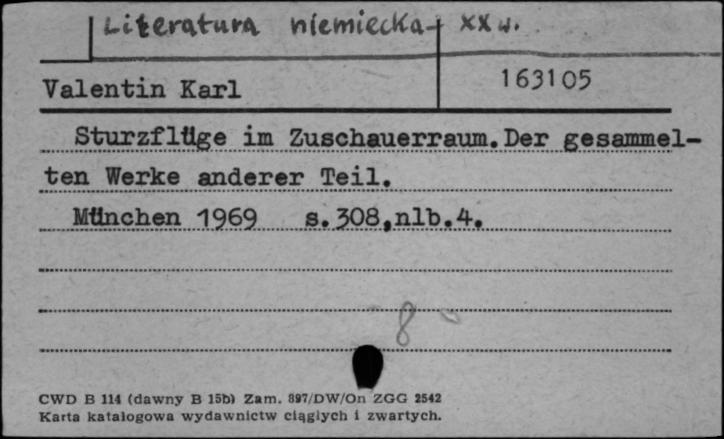 Literatura niemiecka XX w.
Valentin Karl
163105
Sturzflüge im Zuschauerraum.Der gesammel-
ten Werke anderer Teil.
München 1969 s.308,nlb.4.
8
CWD B 114 (dawny B 15b) Zam. 897/DW/On ZGG 2542
Karta katalogowa wydawnictw ciągłych i zwartych.